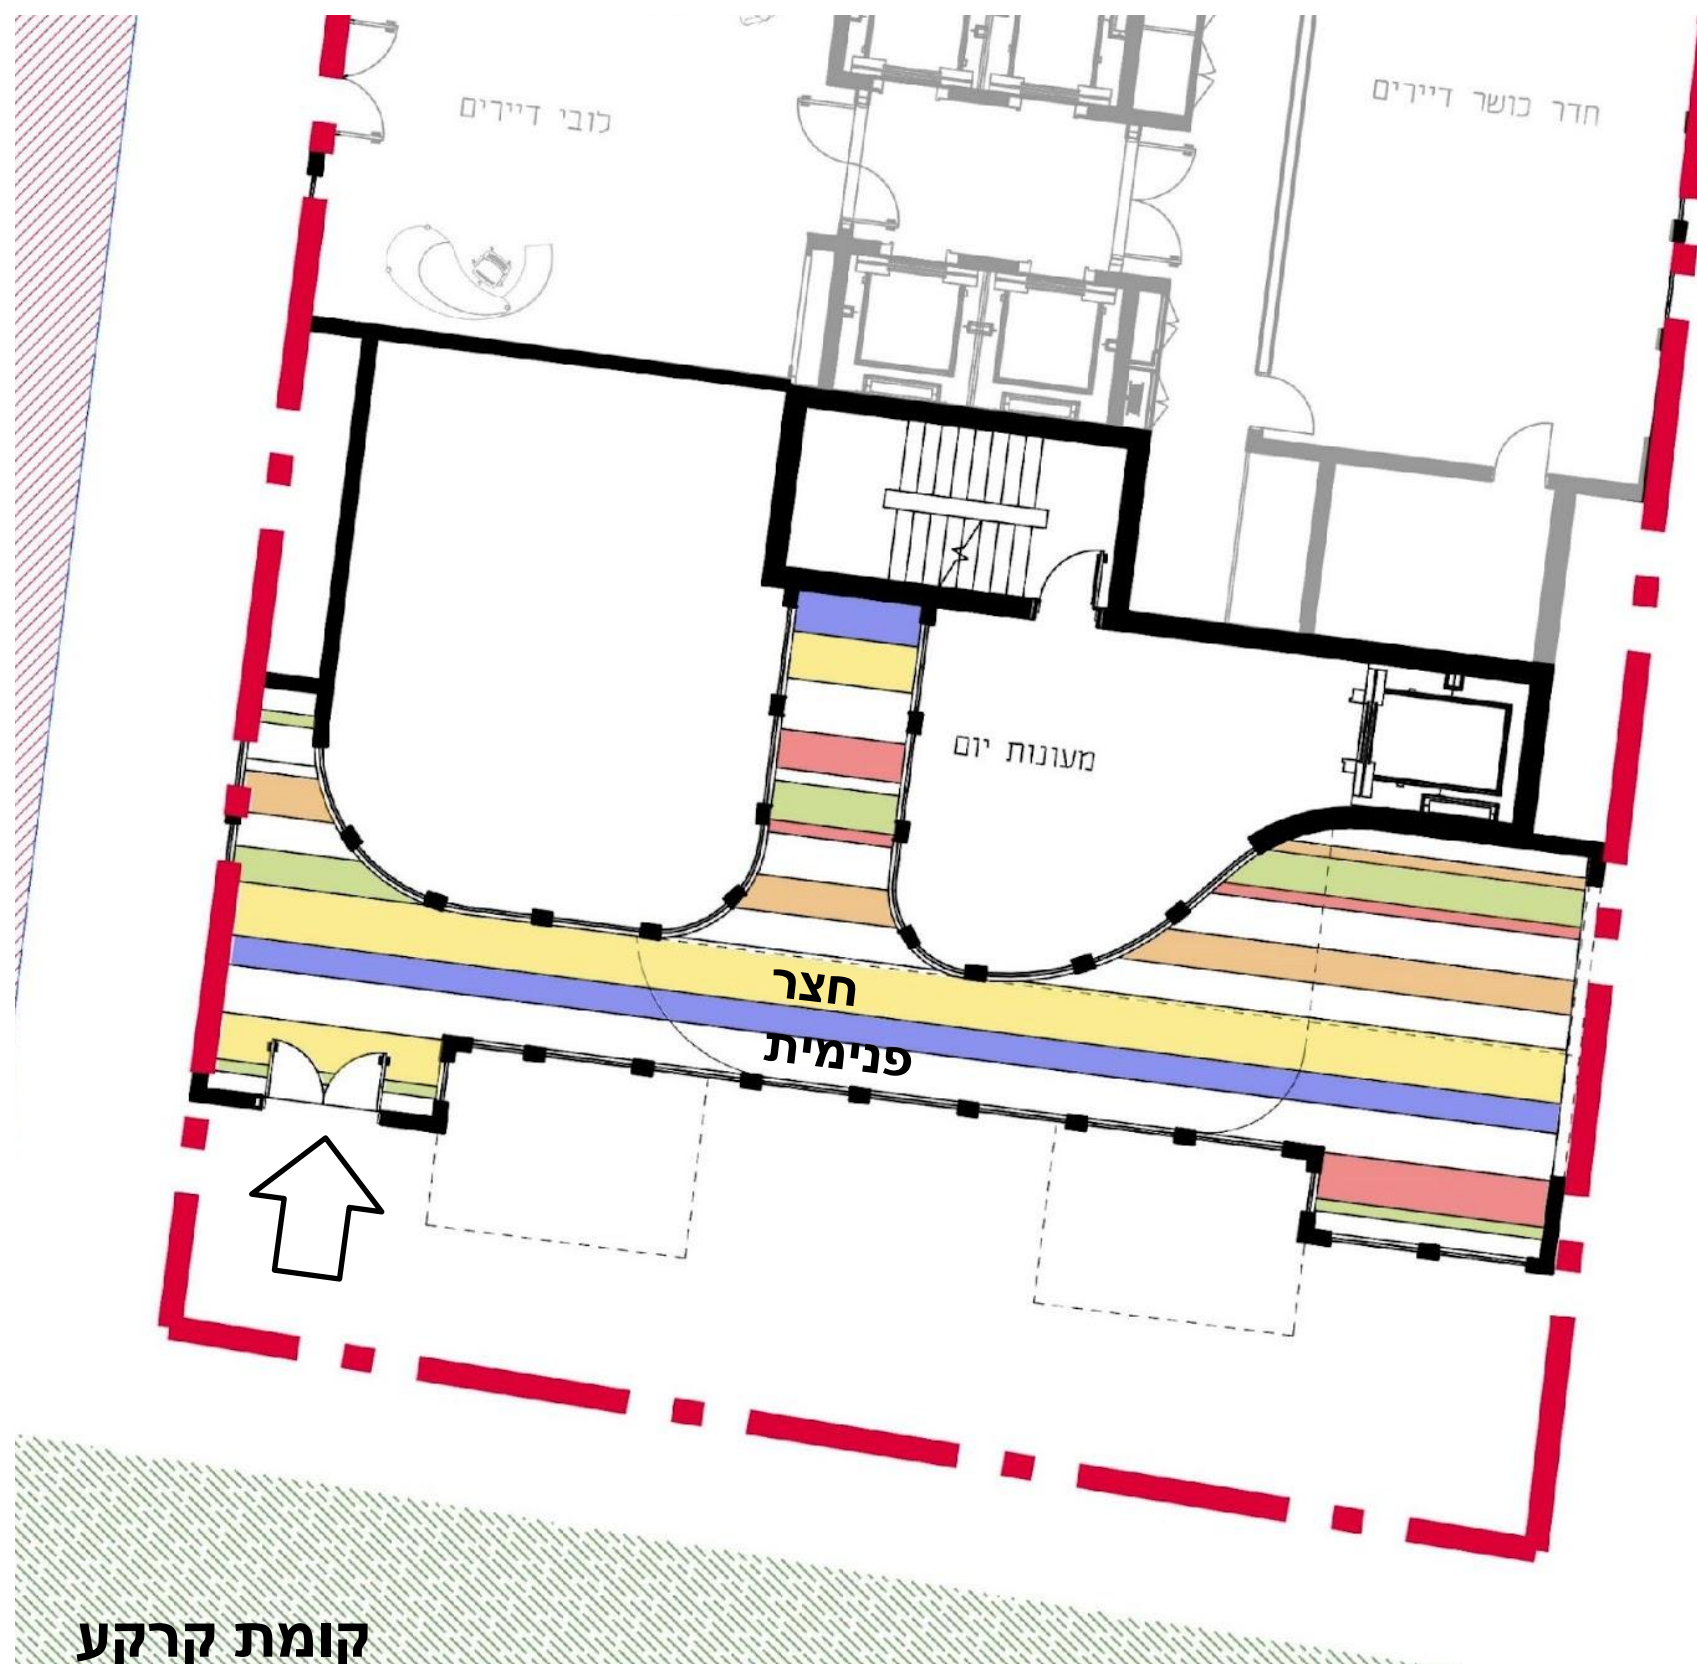 חדר כושר דיירים
לובי דיירים
מעונות יום
חצר
פנימית
קומת קרקע